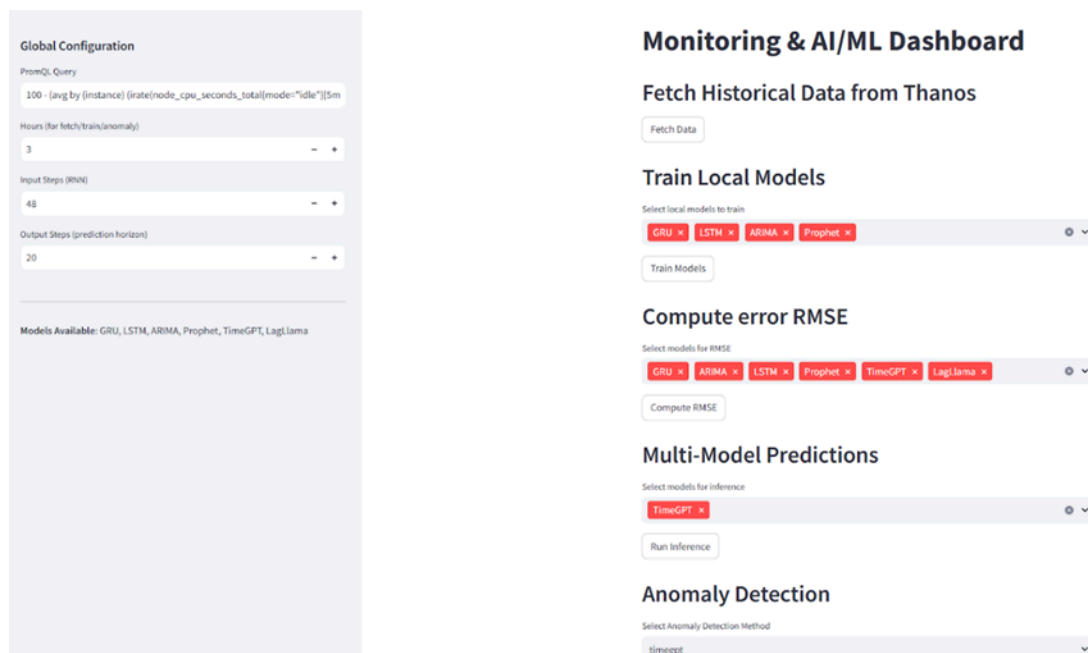 Global Configuration
PromQL Query
100 - (avg by (instance) (irate(node_cpu_seconds_total{mode="idle"}[5m
Hours (for fetch/train/anomaly)
3
Input Steps (RNN)
48
Output Steps (prediction horizon)
20
Models Available: GRU, LSTM, ARIMA, Prophet, TimeGPT, LagLlama
Monitoring & AI/ML Dashboard
Fetch Historical Data from Thanos
Fetch Data
Train Local Models
Select local models to train
GRU × LSTM × ARIMA × Prophet ×
Train Models
Compute error RMSE
Select models for RMSE
GRU × ARIMA × LSTM × Prophet × TimeGPT × LagLlama ×
Compute RMSE
Multi-Model Predictions
Select models for inference
TimeGPT ×
Run Inference
Anomaly Detection
Select Anomaly Detection Method
timegpt